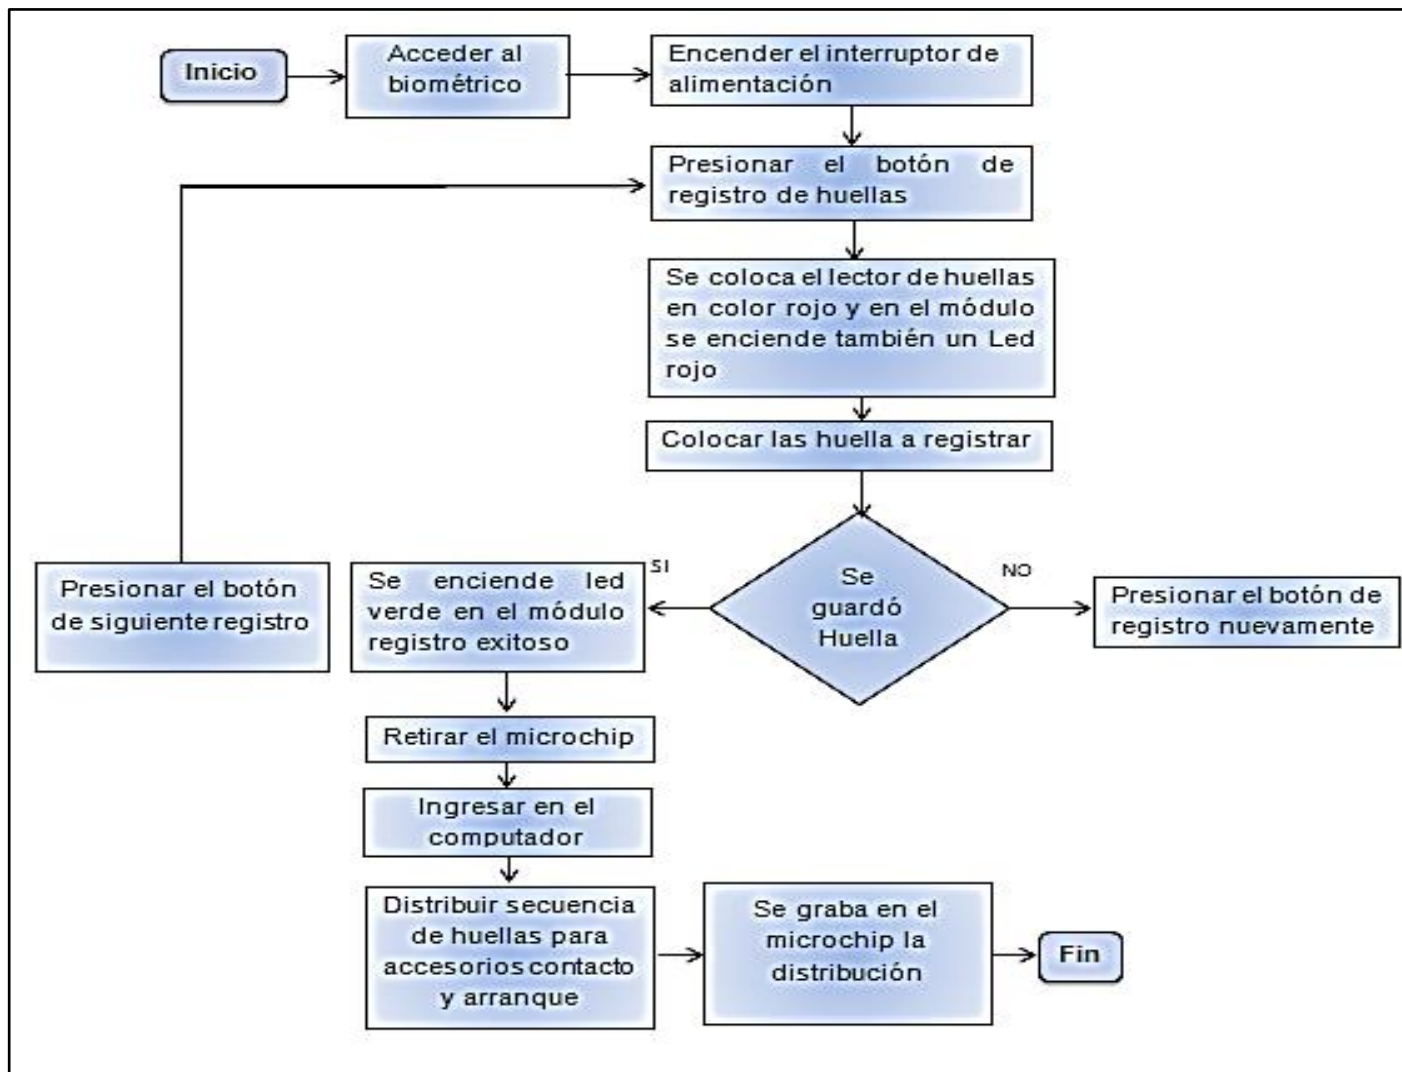 Inicio
Acceder al
biométrico
Encender el interruptor de
alimentación
Presionar el botón de
registro de huellas
Se coloca el lector de huellas
en color rojo y en el módulo
se enciende también un Led
rojo
Colocar las huella a registrar
Se
guardó
Huella
SI
NO
Presionar el botón de
registro nuevamente
Se enciende led
verde en el módulo
registro exitoso
Presionar el botón
de siguiente registro
Retirar el microchip
Ingresar en el
computador
Distribuir secuencia
de huellas para
accesorios contacto
y arranque
Se graba en el
microchip la
distribución
Fin